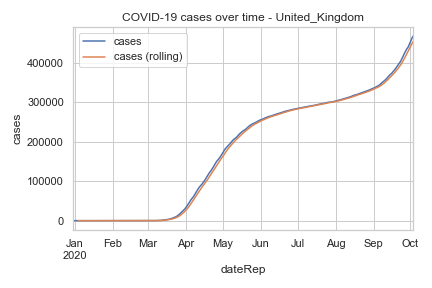 COVID-19 cases over time - United_Kingdom
cases
cases (rolling)
400000
300000
200000
100000
0
cases
Jan Feb Mar Apr May Jun Jul Aug Sep Oct
2020
dateRep